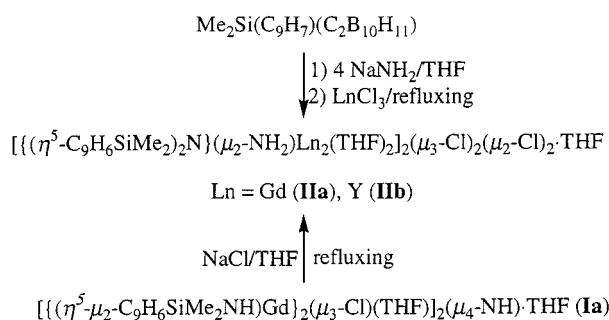 Me₂Si(C₉H₇)(C₂B₁₀H₁₁)
1) 4 NaNH₂/THF
2) LnCl₃/refluxing
[{(η⁵-C₉H₆SiMe₂)₂N}(μ₂-NH₂)Ln₂(THF)₂]₂(μ₃-Cl)₂(μ₂-Cl)₂·THF
Ln = Gd (IIa), Y (IIb)
NaCl/THF refluxing
[{(η⁵-μ₂-C₉H₆SiMe₂NH)Gd}₂(μ₃-Cl)(THF)]₂(μ₄-NH)·THF (Ia)